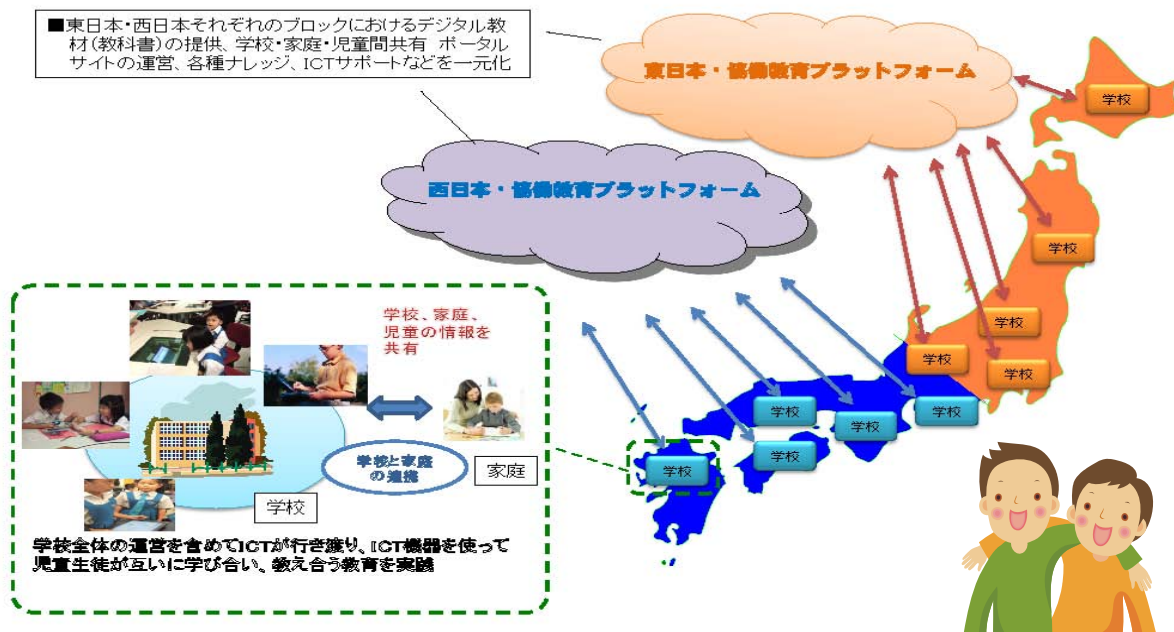 ■東日本・西日本それぞれのブロックにおけるデジタル教
材(教科書)の提供、学校・家庭・児童間共有 ポータル
サイトの運営、各種ナレッジ、ICTサポートなどを一元化
東日本・協働教育プラットフォーム
学校
西日本・協働教育プラットフォーム
学校
学校
学校
学校
学校、家庭、
児童の情報を
共有
学校
学校
学校
学校
学校
学校と家庭
の連携
家庭
学校
学校全体の運営を含めてICTが行き渡り、ICT機器を使って
児童生徒が互いに学び合い、教え合う教育を実践